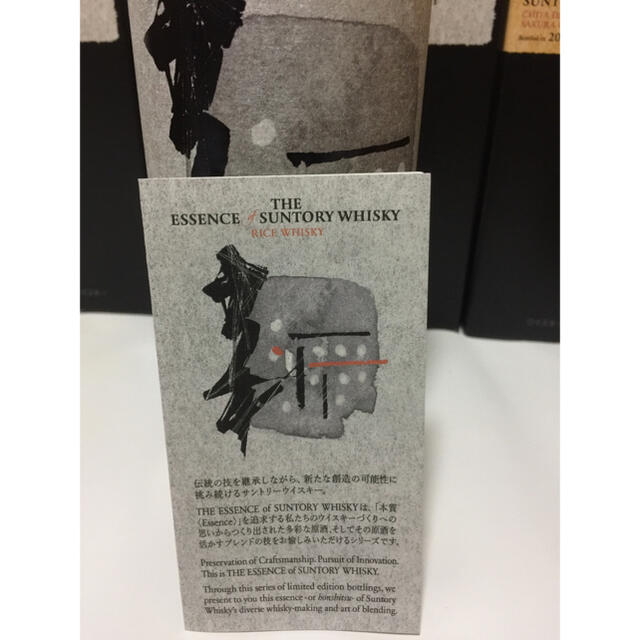 SUNT
CHITA D
SAKURA
Bottled in 20
THE
ESSENCE of SUNTORY WHISKY
RICE WHISKY
伝統の技を継承しながら、新たな創造の可能性に
挑み続けるサントリーウイスキー。
THE ESSENCE of SUNTORY WHISKYは、「本質
〈Essence〉」を追求する私たちのウイスキーづくりへの
思いからつくり出された多彩な原酒、そしてその原酒を
活かすブレンドの技をお愉しみいただけるシリーズです。
Preservation of Craftsmanship. Pursuit of Innovation.
This is THE ESSENCE of SUNTORY WHISKY.
Through this series of limited edition bottlings, we
present to you this essence -or honshitsu- of Suntory
Whisky's diverse whisky-making and art of blending.